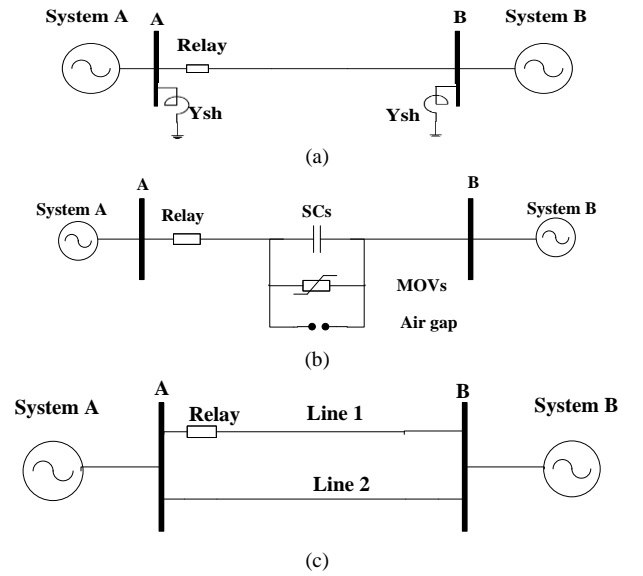 System A A B System B
Relay
Ysh Ysh
(a)
A B
System A Relay SCs System B
MOVs
Air gap
(b)
A B
System A Relay Line 1 System B
Line 2
(c)